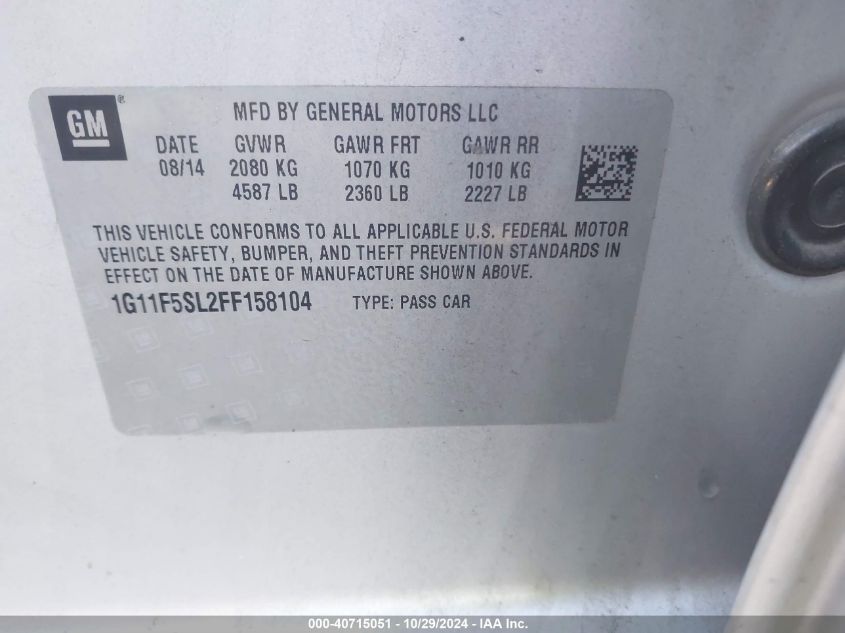 GM
®
MFD BY GENERAL MOTORS LLC
DATE GVWR GAWR FRT GAWR RR
08/14 2080 KG 1070 KG 1010 KG
4587 LB 2360 LB 2227 LB
THIS VEHICLE CONFORMS TO ALL APPLICABLE U.S. FEDERAL MOTOR
VEHICLE SAFETY, BUMPER, AND THEFT PREVENTION STANDARDS IN
EFFECT ON THE DATE OF MANUFACTURE SHOWN ABOVE.
1G11F5SL2FF158104 TYPE: PASS CAR
000-40715051 - 10/29/2024 - IAA Inc.